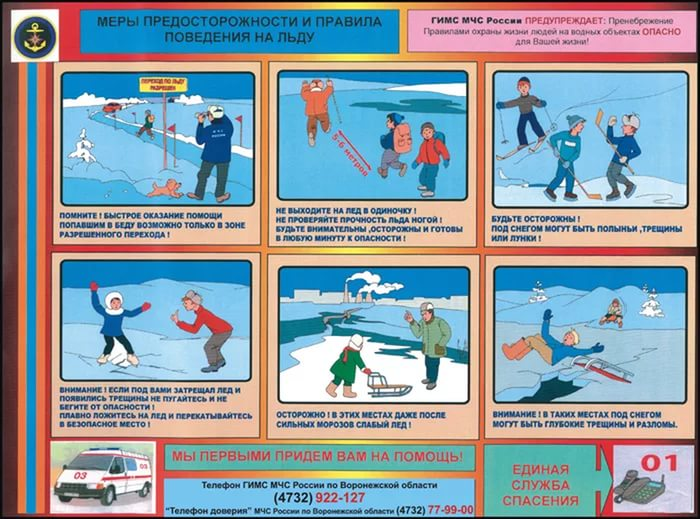 МЕРЫ ПРЕДОСТОРОЖНОСТИ И ПРАВИЛА
ПОВЕДЕНИЯ НА ЛЬДУ
ГИМС МЧС России ПРЕДУПРЕЖДАЕТ: Пренебрежение
Правилами охраны жизни людей на водных объектах ОПАСНО
для Вашей жизни!
ПЕРЕХОД ПО ЛЬДУ
РАЗРЕШЕН
МЧС
РОССИИ
ПОМНИТЕ ! БЫСТРОЕ ОКАЗАНИЕ ПОМОЩИ
ПОПАВШИМ В БЕДУ ВОЗМОЖНО ТОЛЬКО В ЗОНЕ
РАЗРЕШЕННОГО ПЕРЕХОДА !
5-6 метров
НЕ ВЫХОДИТЕ НА ЛЕД В ОДИНОЧКУ !
НЕ ПРОВЕРЯЙТЕ ПРОЧНОСТЬ ЛЬДА НОГОЙ !
БУДЬТЕ ВНИМАТЕЛЬНЫ ,ОСТОРОЖНЫ И ГОТОВЫ
В ЛЮБУЮ МИНУТУ К ОПАСНОСТИ !
БУДЬТЕ ОСТОРОЖНЫ !
ПОД СНЕГОМ МОГУТ БЫТЬ ПОЛЫНЬИ ,ТРЕЩИНЫ
ИЛИ ЛУНКИ !
ВНИМАНИЕ ! ЕСЛИ ПОД ВАМИ ЗАТРЕЩАЛ ЛЕД И
ПОЯВИЛИСЬ ТРЕЩИНЫ НЕ ПУГАЙТЕСЬ И НЕ
БЕГИТЕ ОТ ОПАСНОСТИ !
ПЛАВНО ЛОЖИТЕСЬ НА ЛЕД И ПЕРЕКАТЫВАЙТЕСЬ
В БЕЗОПАСНОЕ МЕСТО !
ОСТОРОЖНО ! В ЭТИХ МЕСТАХ ДАЖЕ ПОСЛЕ
СИЛЬНЫХ МОРОЗОВ СЛАБЫЙ ЛЕД !
ВНИМАНИЕ ! В ТАКИХ МЕСТАХ ПОД СНЕГОМ
МОГУТ БЫТЬ ГЛУБОКИЕ ТРЕЩИНЫ И РАЗЛОМЫ.
03
03
МЫ ПЕРВЫМИ ПРИДЕМ ВАМ НА ПОМОЩЬ!
Телефон ГИМС МЧС России по Воронежской области
(4732) 922-127
"Телефон доверия" МЧС России по Воронежской области (4732) 77-99-00
ЕДИНАЯ
СЛУЖБА
СПАСЕНИЯ
01